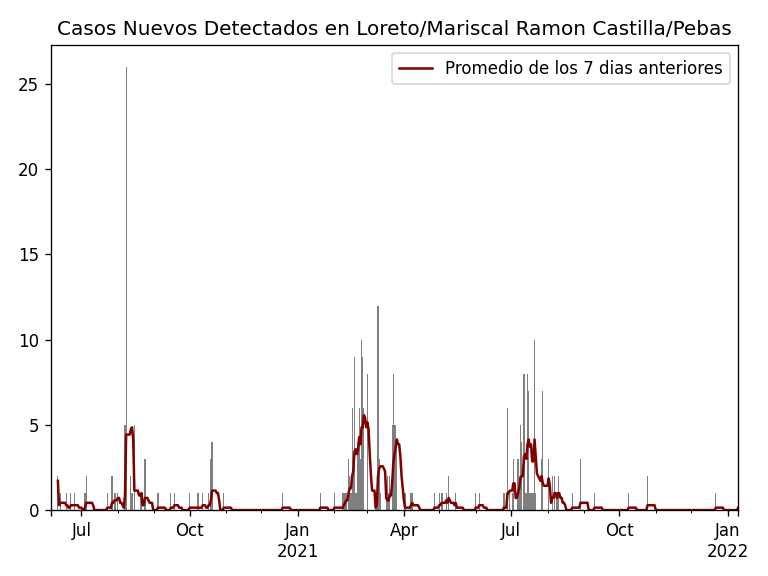 Casos Nuevos Detectados en Loreto/Mariscal Ramon Castilla/Pebas
Promedio de los 7 dias anteriores
25
20
15
10
5
0
Jul
Oct
Jan
2021
Apr
Jul
Oct
Jan
2022